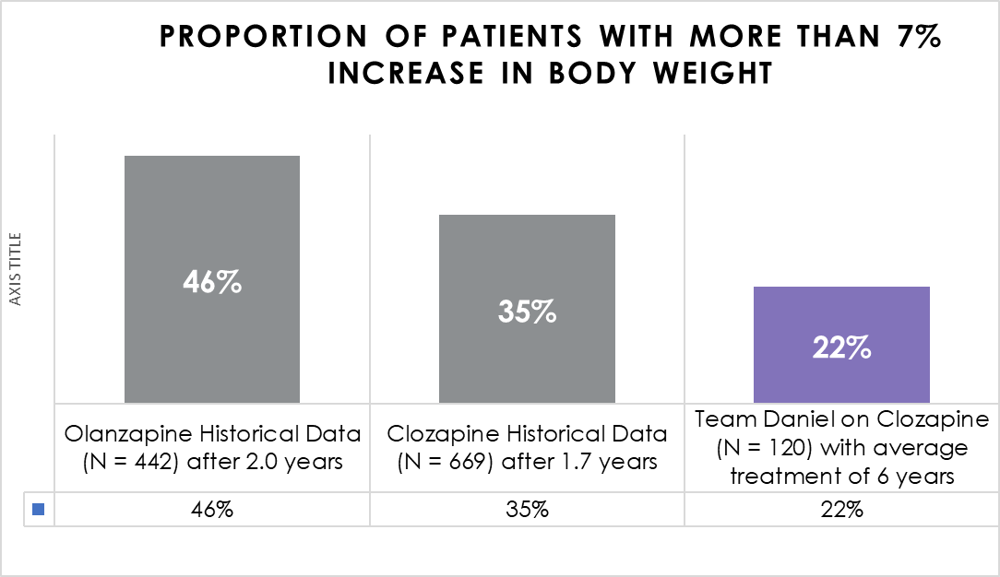 PROPORTION OF PATIENTS WITH MORE THAN 7%
INCREASE IN BODY WEIGHT
AXIS TITLE
46%
35%
22%
Olanzapine Historical Data
(N = 442) after 2.0 years
Clozapine Historical Data
(N = 669) after 1.7 years
Team Daniel on Clozapine
(N = 120) with average
treatment of 6 years
46%
35%
22%